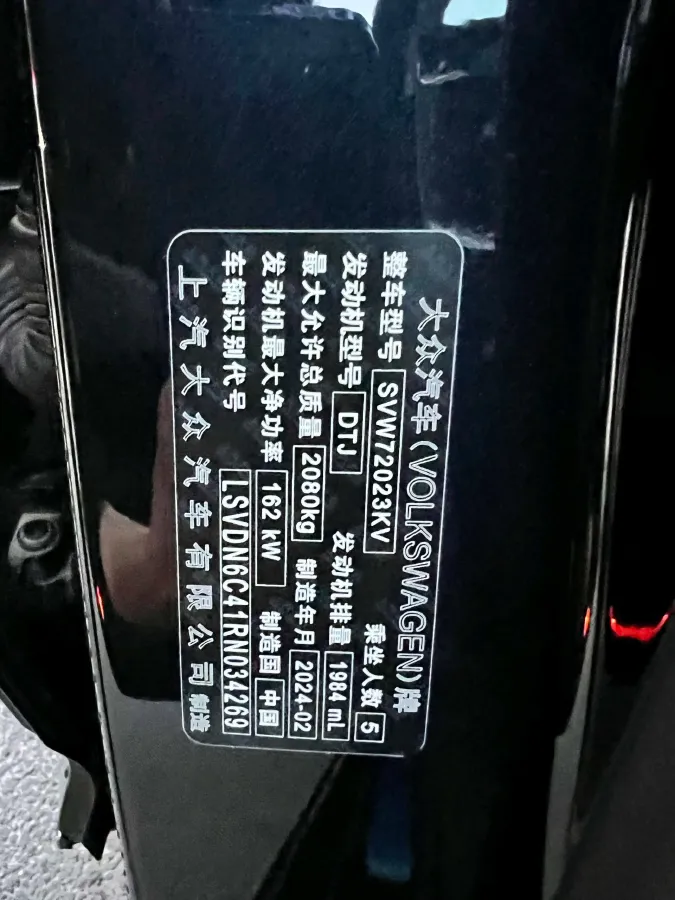 大众汽车(VOLKSWAGEN)牌
整车型号 SVW72023KV 乘坐人数 5
发动机型号 DTJ 发动机排量 1984 mL
最大允许总质量 2080kg 制造年月 2024-02
发动机最大净功率 162 kW 制造国 中国
车辆识别代号 LSVDN6C41RN034269
上汽大众汽车有限公司 制造